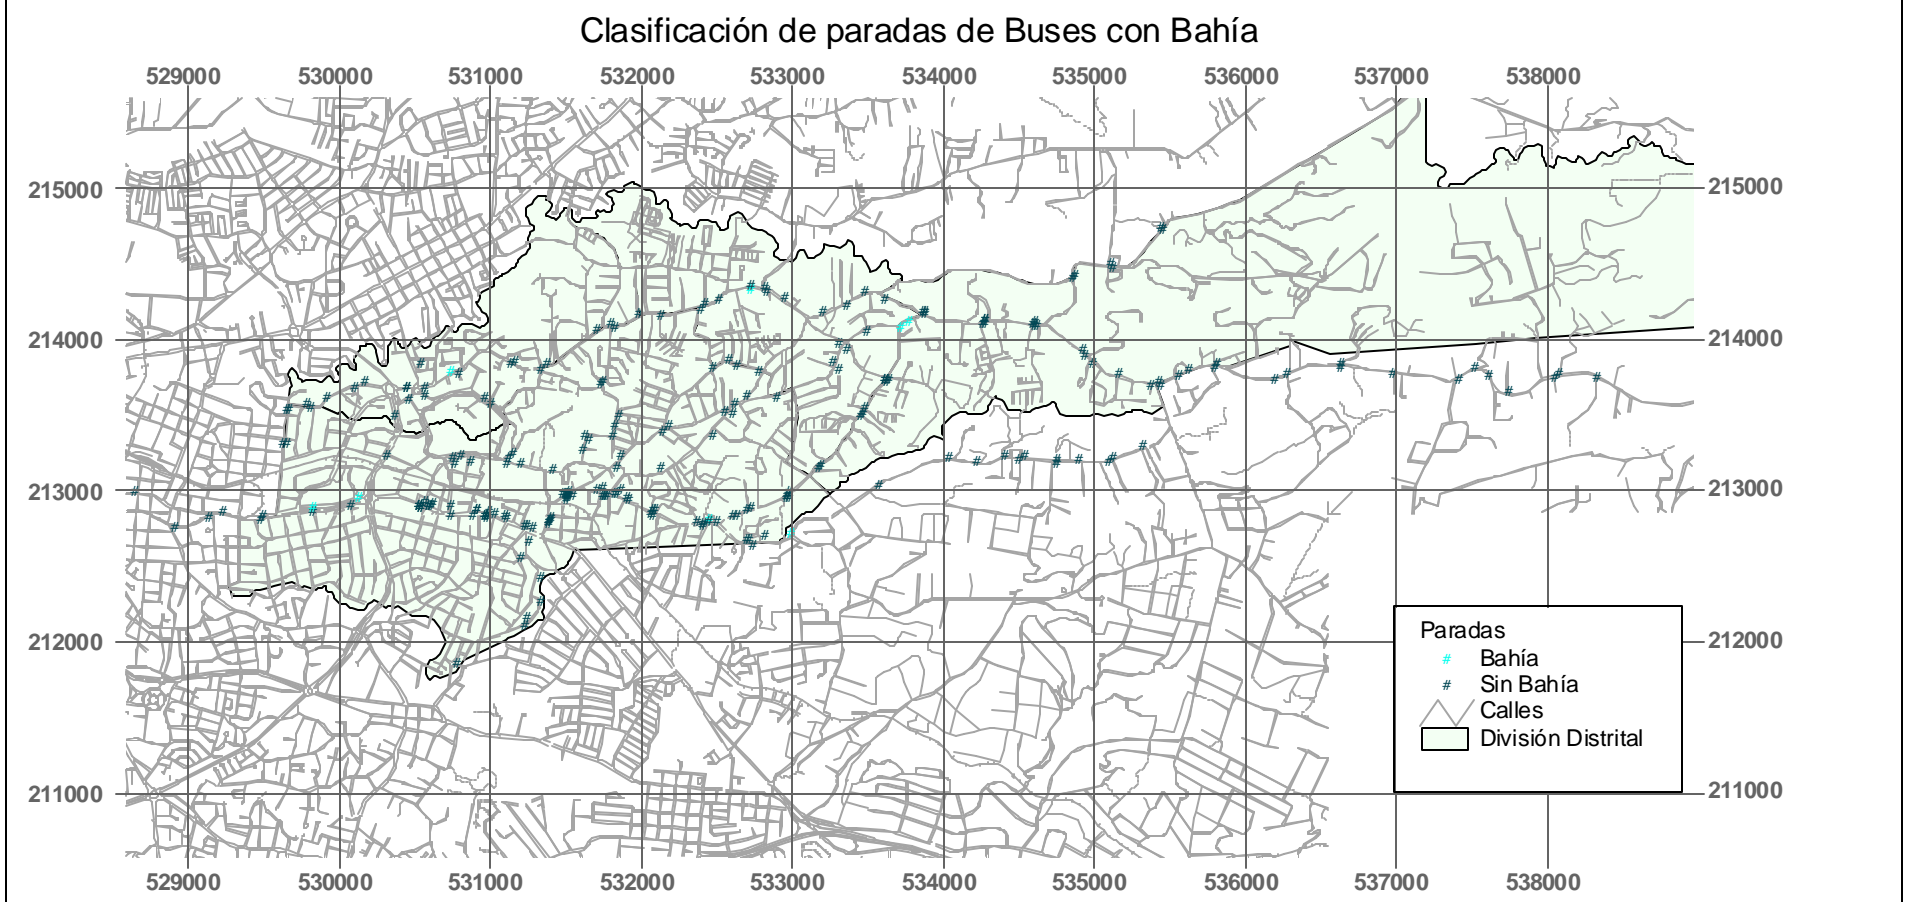 Clasificación de paradas de Buses con Bahía
529000 530000 531000 532000 533000 534000 535000 536000 537000 538000
215000 215000
214000 214000
213000 213000
212000 212000
211000 211000
Paradas
# Bahía
# Sin Bahía
Calles
División Distrital
529000 530000 531000 532000 533000 534000 535000 536000 537000 538000